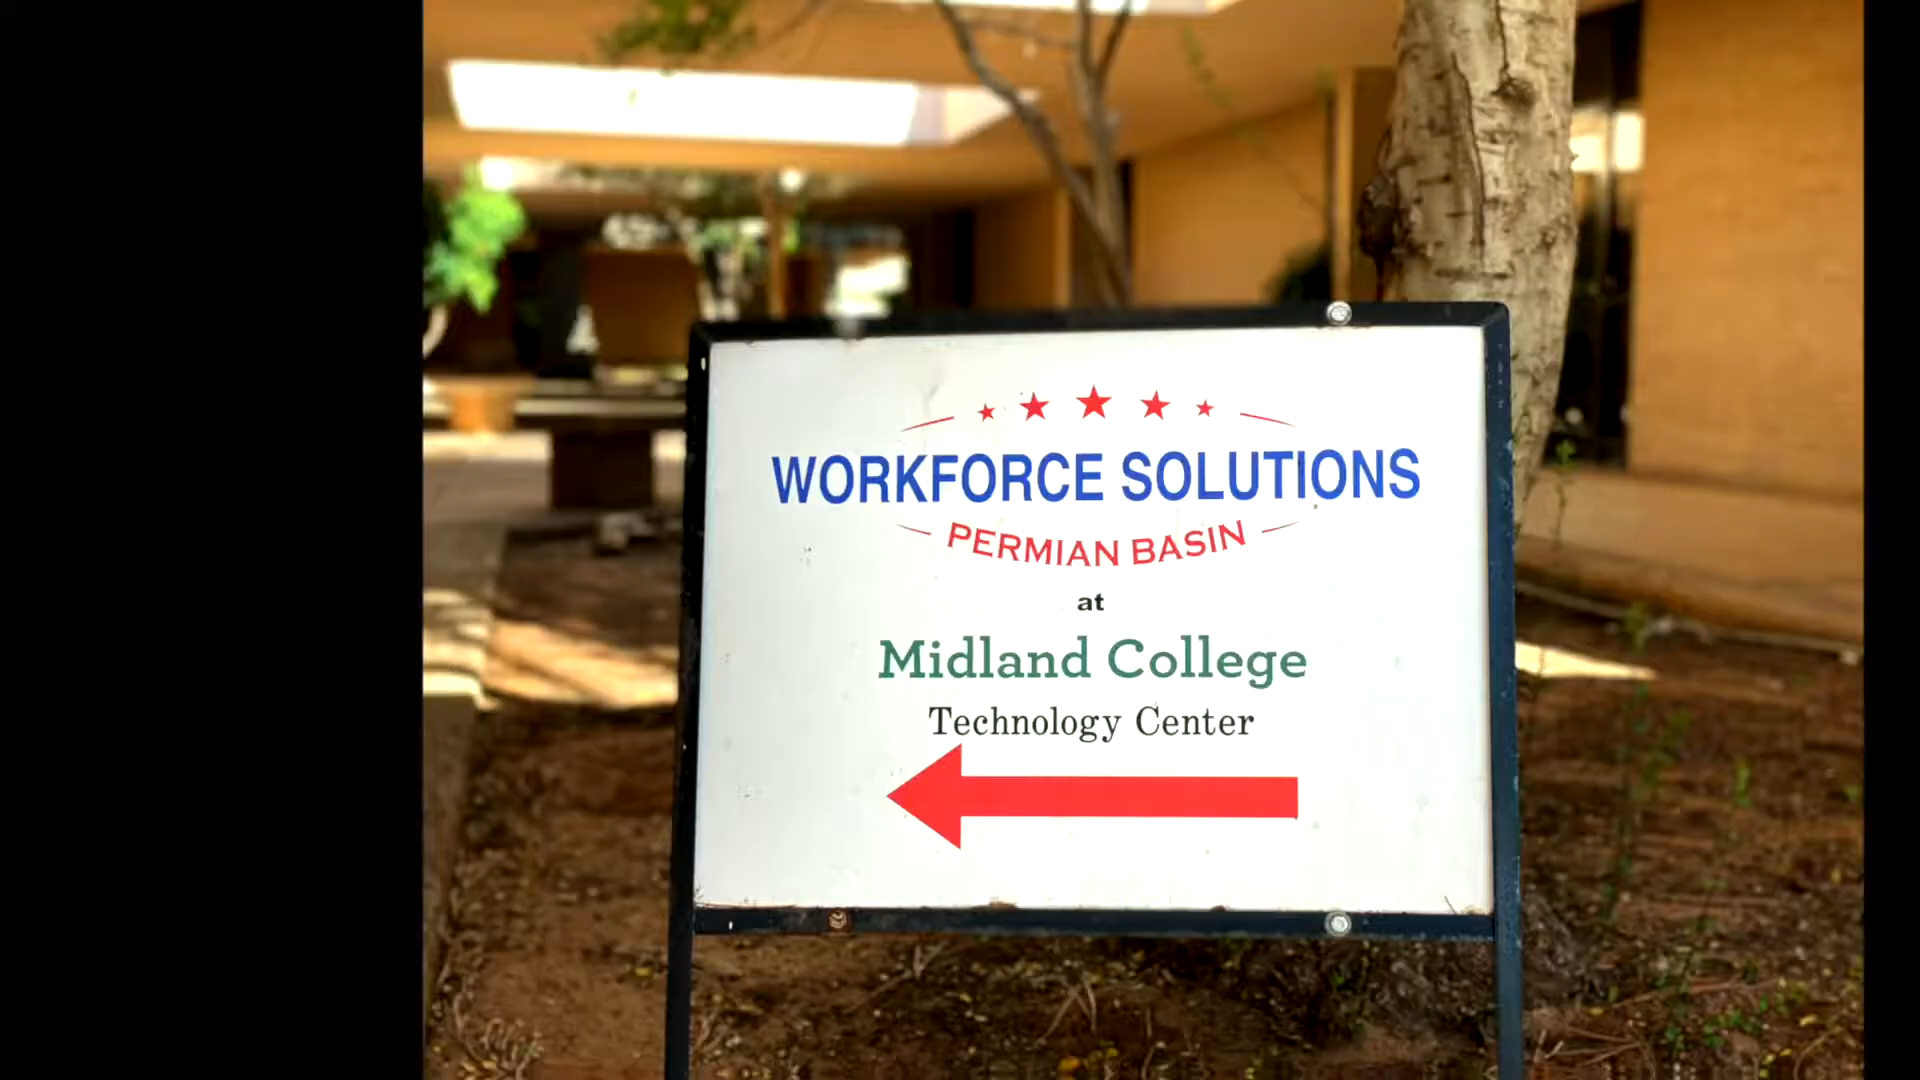 WORKFORCE SOLUTIONS
PERMIAN BASIN
at
Midland College
Technology Center